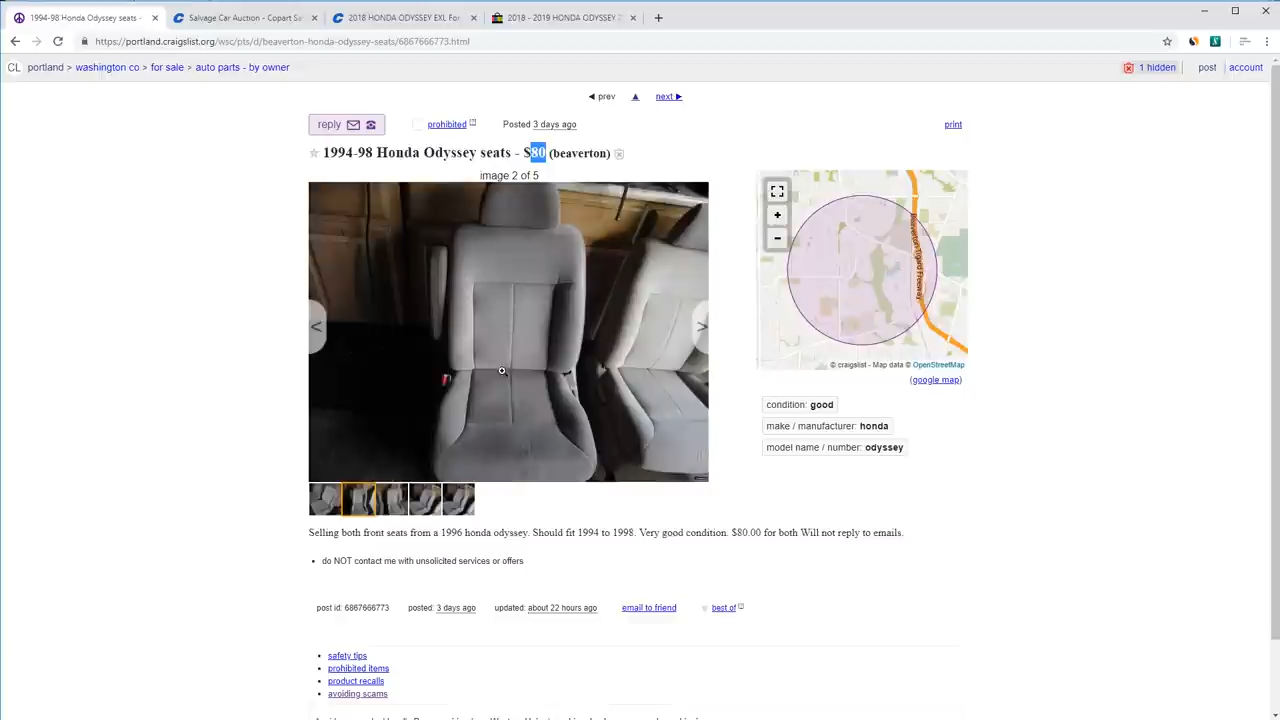 1994-98 Honda Odyssey seats -
Salvage Car Auction - Copart Sal
2018 HONDA ODYSSEY EXL For
2018 - 2019 HONDA ODYSSEY
https://portland.craigslist.org/wsc/pts/d/beaverton-honda-odyssey-seats/6867666773.html
CL portland > washington co > for sale > auto parts - by owner
1 hidden post account
◄ prev ▲ next ►
reply prohibited [?] Posted 3 days ago print
1994-98 Honda Odyssey seats - $80 (beaverton)
image 2 of 5
+
−
< >
Beaverton-Tigard Freeway
© craigslist - Map data © OpenStreetMap
(google map)
condition: good
make / manufacturer: honda
model name / number: odyssey
Selling both front seats from a 1996 honda odyssey. Should fit 1994 to 1998. Very good condition. $80.00 for both Will not reply to emails.
• do NOT contact me with unsolicited services or offers
post id: 6867666773 posted: 3 days ago updated: about 22 hours ago email to friend best of [?]
• safety tips
• prohibited items
• product recalls
• avoiding scams